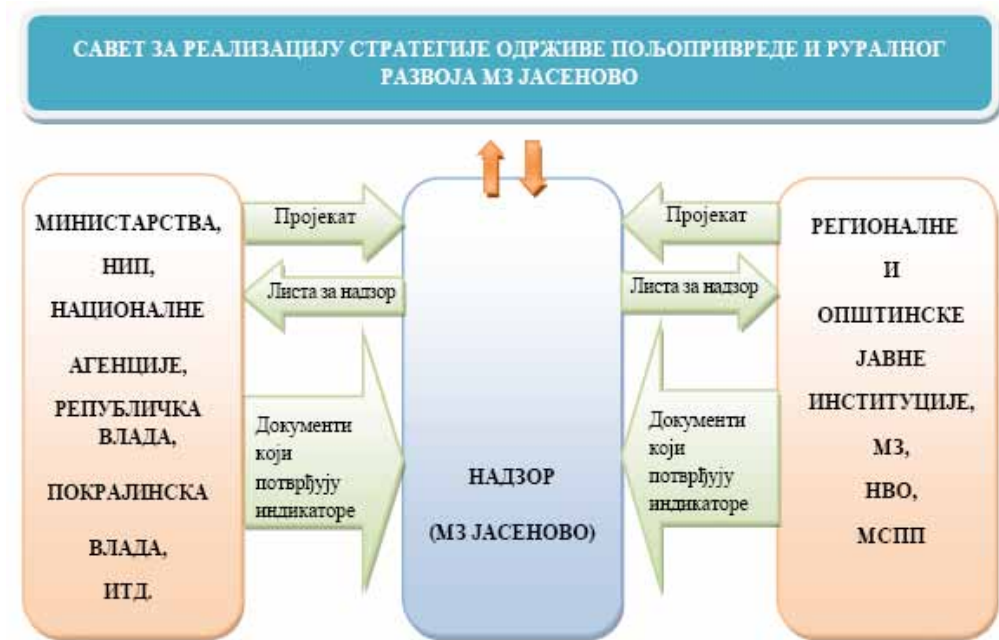 САВЕТ ЗА РЕАЛИЗАЦИЈУ СТРАТЕГИЈЕ ОДРЖИВЕ ПОЉОПРИВРЕДЕ И РУРАЛНОГ
РАЗВОЈА МЗ ЈАСЕНОВО
МИНИСТАРСТВА,
НИП,
НАЦИОНАЛНЕ
АГЕНЦИЈЕ,
РЕПУБЛИЧКА
ВЛАДА,
ПОКРАЈИНСКА
ВЛАДА,
ИТД.
Пројекат
Листа за надзор
Документи
који
потврђују
индикаторе
НАДЗОР
(МЗ ЈАСЕНОВО)
Пројекат
Листа за надзор
Документи
који
потврђују
индикаторе
РЕГИОНАЛНЕ
И
ОПШТИНСКЕ
ЈАВНЕ
ИНСТИТУЦИЈЕ,
МЗ,
НВО,
МСПП